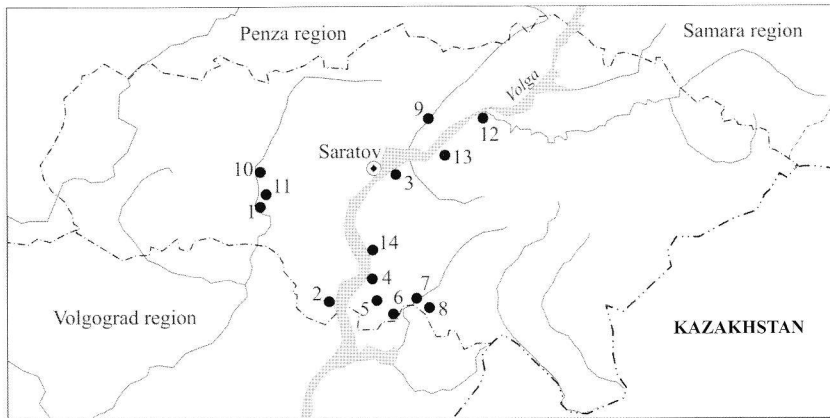 Penza region
Samara region
Volga
9
12
Saratov
13
10
3
11
1
14
4
2
5
6
7
8
Volgograd region
KAZAKHSTAN